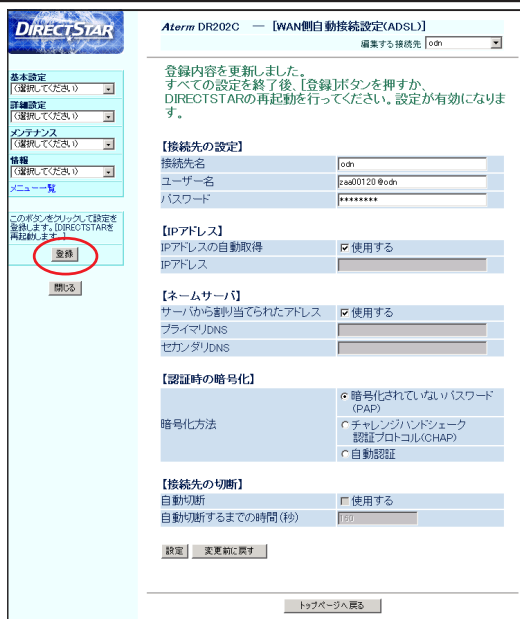 DIRECTSTAR
基本設定
(選択してください)
詳細設定
(選択してください)
メンテナンス
(選択してください)
情報
(選択してください)
メニュー一覧
このボタンをクリックして設定を
登録します。[DIRECTSTARを
再起動します。]
登録
閉じる
Aterm DR202C ― [WAN側自動接続設定(ADSL)]
編集する接続先 odn
登録内容を更新しました。
すべての設定を終了後、[登録]ボタンを押すか、
DIRECTSTARの再起動を行ってください。設定が有効になりま
す。
【接続先の設定】
接続先名 odn
ユーザー名 zaa00120@odn
パスワード ********
【IPアドレス】
IPアドレスの自動取得 使用する
IPアドレス
【ネームサーバ】
サーバから割り当てられたアドレス 使用する
プライマリDNS
セカンダリDNS
【認証時の暗号化】
暗号化方法
暗号化されていないパスワード
(PAP)
チャレンジハンドシェーク
認証プロトコル(CHAP)
自動認証
【接続先の切断】
自動切断 使用する
自動切断するまでの時間(秒) 180
設定 変更前に戻す
トップページへ戻る